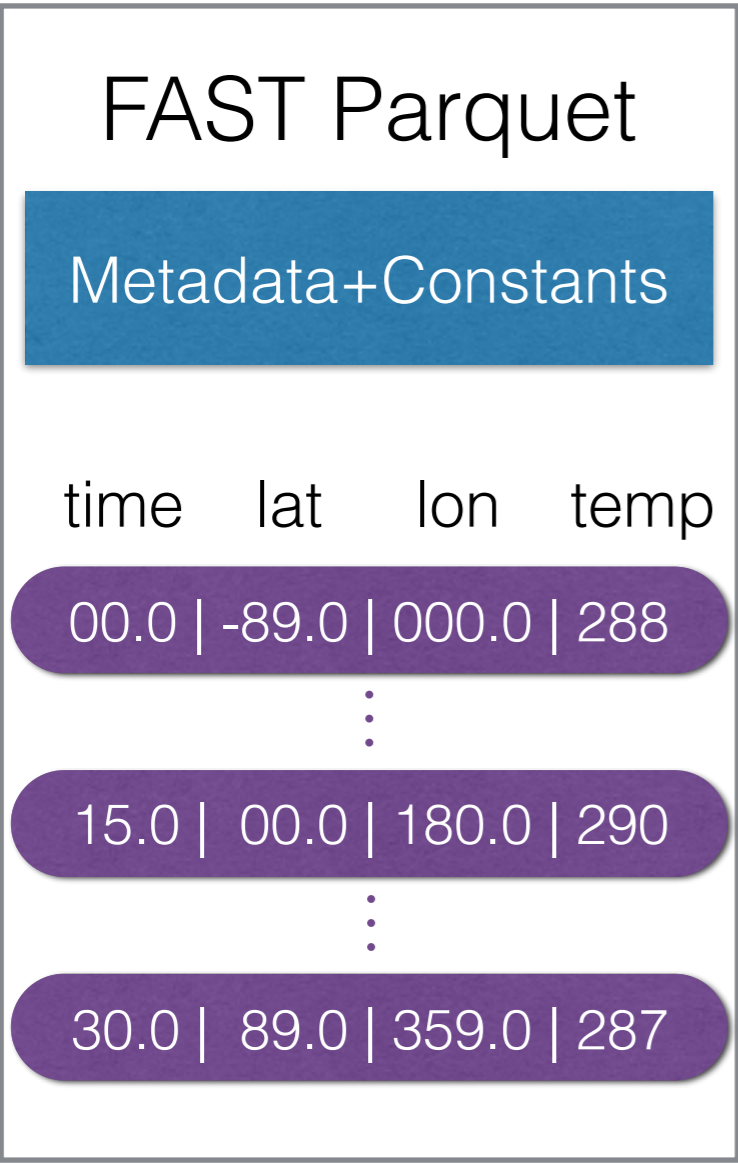 FAST Parquet
Metadata+Constants
time lat lon temp
00.0 | -89.0 | 000.0 | 288
15.0 | 00.0 | 180.0 | 290
30.0 | 89.0 | 359.0 | 287